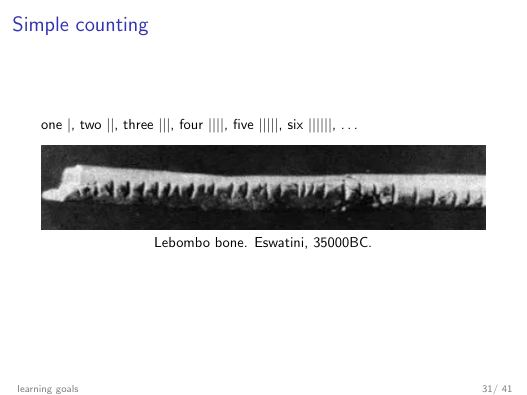 Simple counting
one |, two ||, three |||, four ||||, five |||||, six ||||||, . . .
Lebombo bone. Eswatini, 35000BC.
learning goals
31/ 41